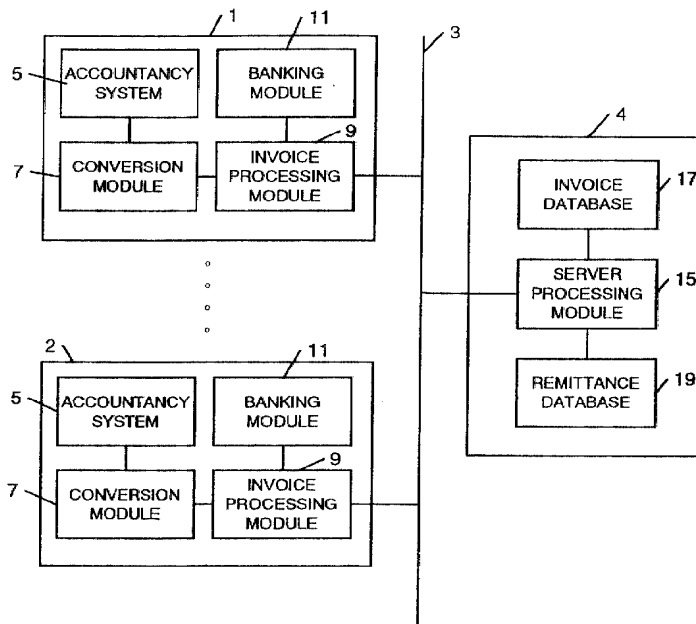 1
11
3
5
ACCOUNTANCY
SYSTEM
BANKING
MODULE
9
7
CONVERSION
MODULE
INVOICE
PROCESSING
MODULE
4
INVOICE
DATABASE
17
SERVER
PROCESSING
MODULE
15
REMITTANCE
DATABASE
19
2
11
5
ACCOUNTANCY
SYSTEM
BANKING
MODULE
9
7
CONVERSION
MODULE
INVOICE
PROCESSING
MODULE